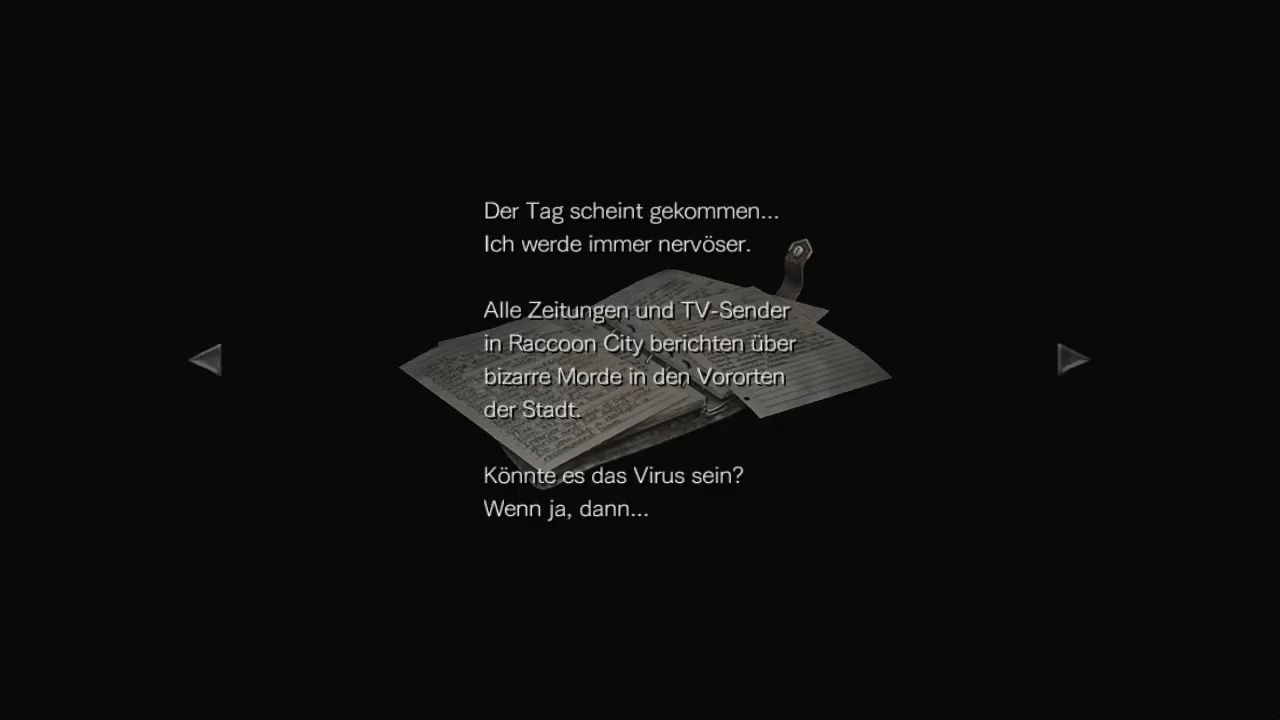 Der Tag scheint gekommen...
Ich werde immer nervöser.
Alle Zeitungen und TV-Sender
in Raccoon City berichten über
bizarre Morde in den Vororten
der Stadt.
Könnte es das Virus sein?
Wenn ja, dann...